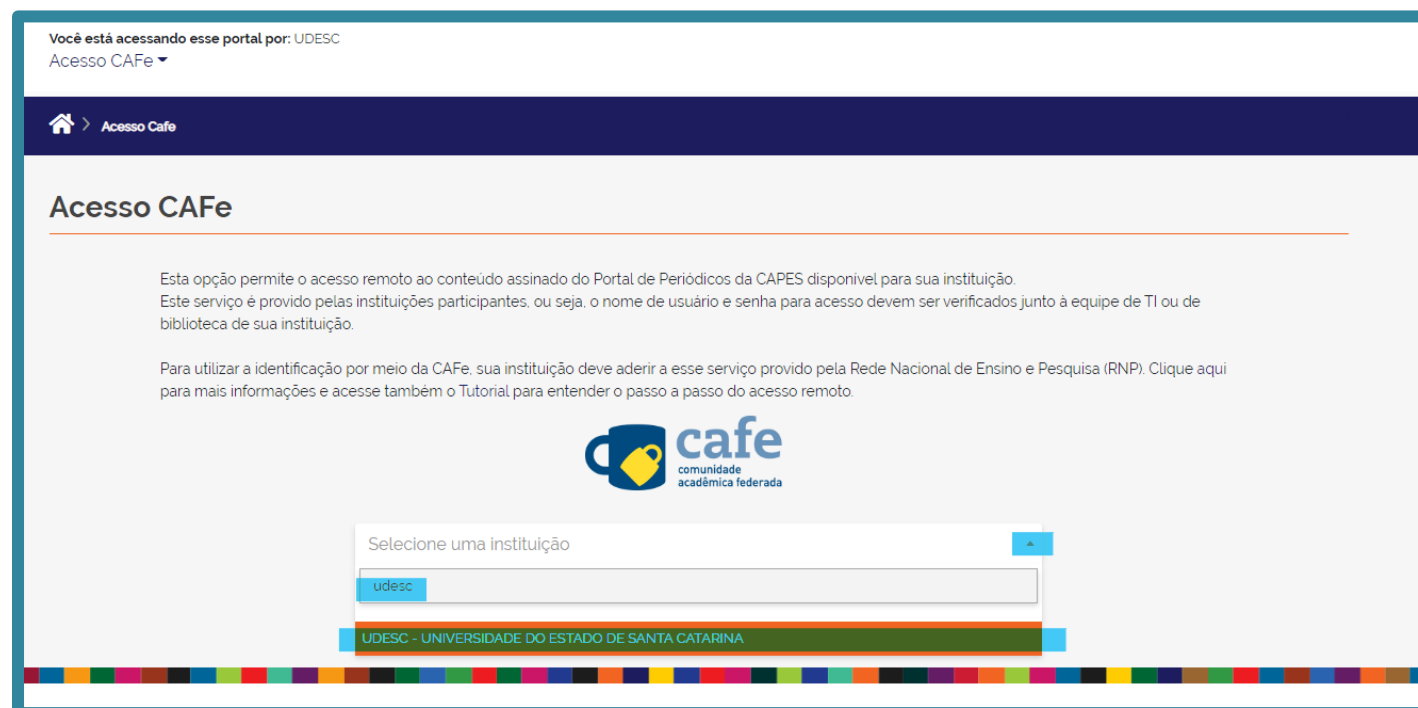 Você está acessando esse portal por: UDESC
Acesso CAFe
Acesso Cafe
Acesso CAFe
Esta opção permite o acesso remoto ao conteúdo assinado do Portal de Periódicos da CAPES disponível para sua instituição.
Este serviço é provido pelas instituições participantes, ou seja, o nome de usuário e senha para acesso devem ser verificados junto à equipe de TI ou de
biblioteca de sua instituição.
Para utilizar a identificação por meio da CAFe, sua instituição deve aderir a esse serviço provido pela Rede Nacional de Ensino e Pesquisa (RNP). Clique aqui
para mais informações e acesse também o Tutorial para entender o passo a passo do acesso remoto.
cafe
comunidade
acadêmica federada
Selecione uma instituição
udesc
UDESC - UNIVERSIDADE DO ESTADO DE SANTA CATARINA